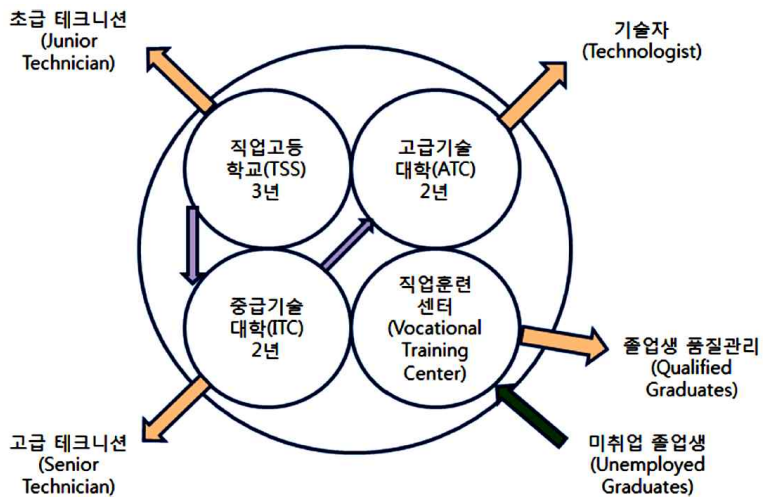 초급 테크니션
(Junior
Technician)
기술자
(Technologist)
직업고등
학교(TSS)
3년
고급기술
대학(ATC)
2년
중급기술
대학(ITC)
2년
직업훈련
센터
(Vocational
Training
Center)
졸업생 품질관리
(Qualified
Graduates)
고급 테크니션
(Senior
Technician)
미취업 졸업생
(Unemployed
Graduates)